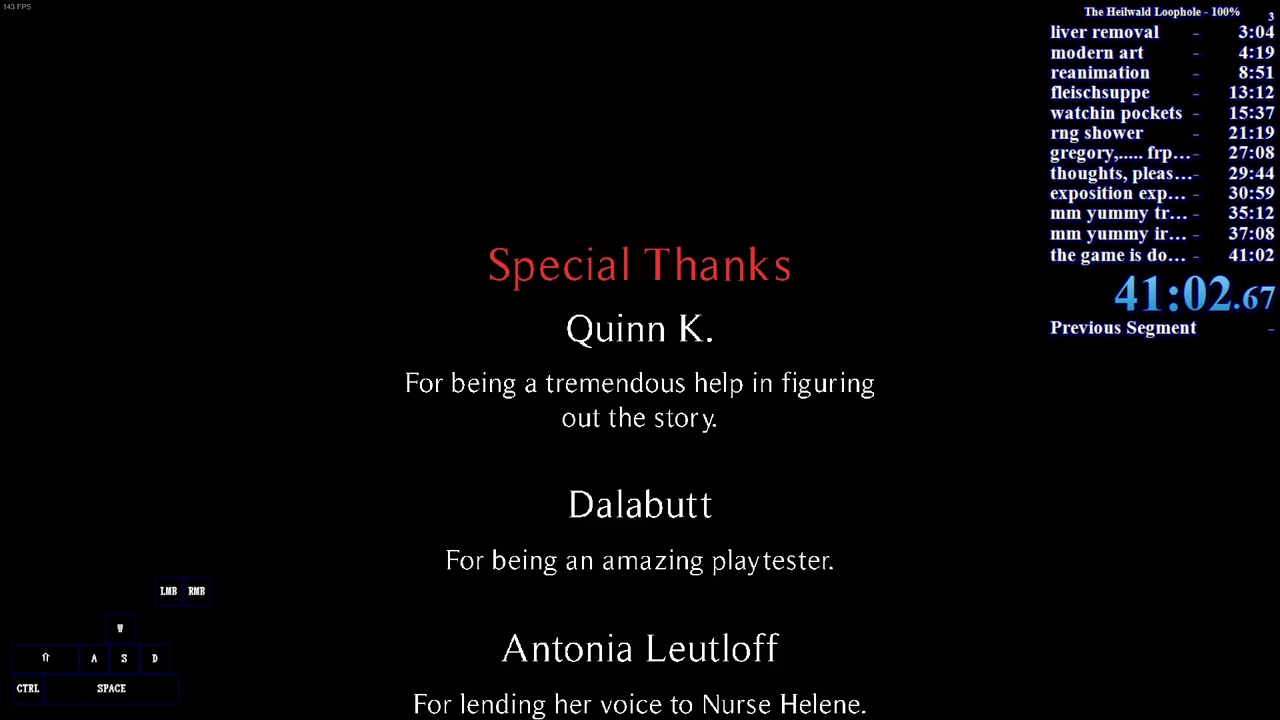 143 FPS
The Heilwald Loophole - 100%
3
liver removal - 3:04
modern art - 4:19
reanimation - 8:51
fleischsuppe - 13:12
watchin pockets - 15:37
rng shower - 21:19
gregory,..... frp... - 27:08
thoughts, pleas... - 29:44
exposition exp... - 30:59
mm yummy tr... - 35:12
mm yummy ir... - 37:08
the game is do... - 41:02
41:02.67
Previous Segment -
Special Thanks
Quinn K.
For being a tremendous help in figuring
out the story.
Dalabutt
For being an amazing playtester.
Antonia Leutloff
For lending her voice to Nurse Helene.
LMB RMB
W
⇧ A S D
CTRL SPACE